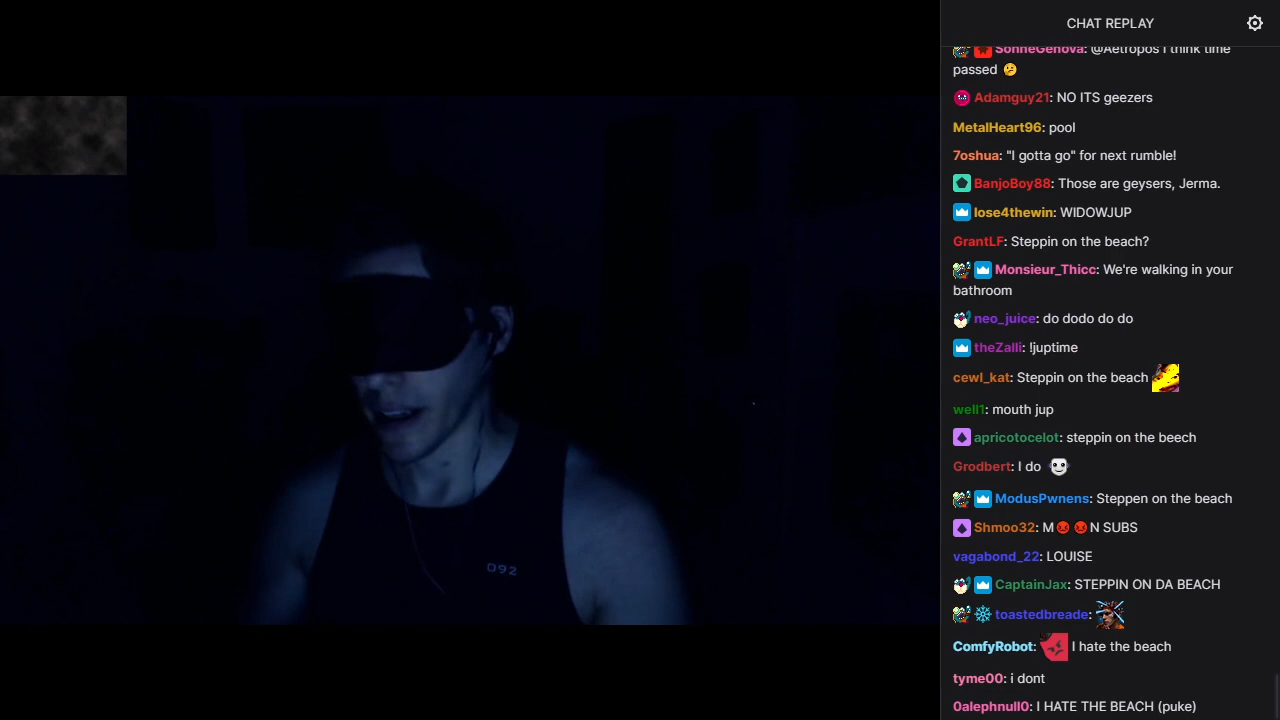 CHAT REPLAY
SonneGenova: @Aetropos I think time
passed
Adamguy21: NO ITS geezers
MetalHeart96: pool
7oshua: "I gotta go" for next rumble!
BanjoBoy88: Those are geysers, Jerma.
lose4thewin: WIDOWJUP
GrantLF: Steppin on the beach?
Monsieur_Thicc: We're walking in your
bathroom
neo_juice: do dodo do do
theZalli: !juptime
cewl_kat: Steppin on the beach
well1: mouth jup
apricotocelot: steppin on the beech
Grodbert: I do
ModusPwnens: Steppen on the beach
Shmoo32: M N SUBS
vagabond_22: LOUISE
CaptainJax: STEPPIN ON DA BEACH
toastedbreade:
ComfyRobot: I hate the beach
tyme00: i dont
0alephnull0: I HATE THE BEACH (puke)
092